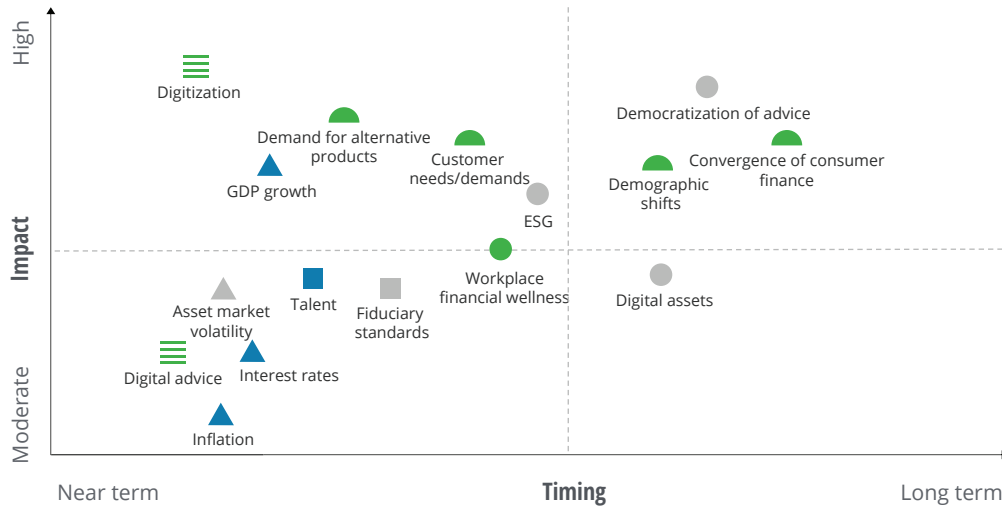 High
Digitization
Democratization of advice
Demand for alternative
products
Customer
needs/demands
Convergence of consumer
finance
GDP growth
Demographic
shifts
ESG
Impact
Workplace
financial wellness
Asset market
volatility
Talent
Fiduciary
standards
Digital assets
Digital advice
Interest rates
Inflation
Moderate
Near term
Timing
Long term